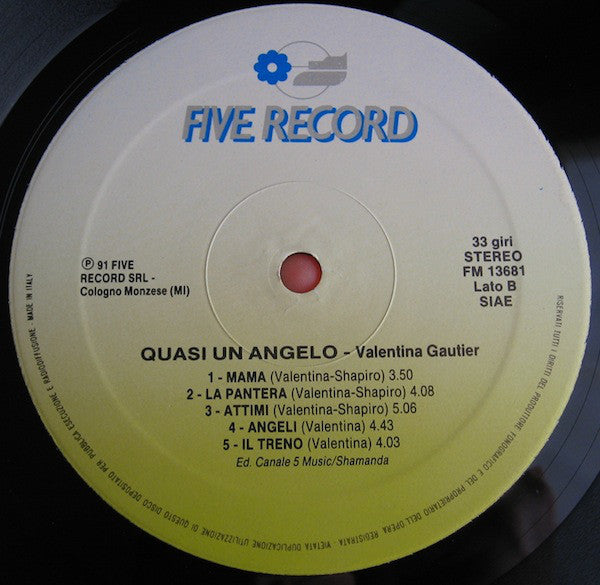 FIVE RECORD
℗ 91 FIVE
RECORD SRL -
Cologno Monzese (MI)
33 giri
STEREO
FM 13681
Lato B
SIAE
QUASI UN ANGELO - Valentina Gautier
1 - MAMA (Valentina-Shapiro) 3.50
2 - LA PANTERA (Valentina-Shapiro) 4.08
3 - ATTIMI (Valentina-Shapiro) 5.06
4 - ANGELI (Valentina) 4.43
5 - IL TRENO (Valentina) 4.03
Ed. Canale 5 Music/Shamanda
RISERVATI TUTTI I DIRITTI DEL PRODUTTORE FONOGRAFICO E DEL PROPRIETARIO DELL'OPERA REGISTRATA - VIETATA DUPLICAZIONE UTILIZZAZIONE DI QUESTO DISCO DEPOSITATO PER PUBBLICA ESECUZIONE E RADIODIFFUSIONE - MADE IN ITALY